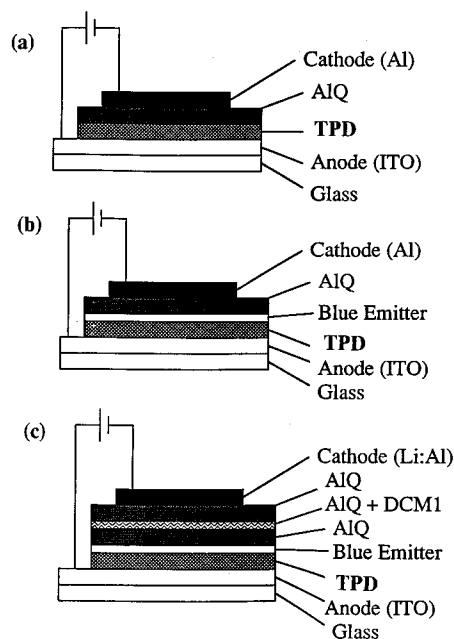 (a)
Cathode (Al)
AlQ
TPD
Anode (ITO)
Glass
(b)
Cathode (Al)
AlQ
Blue Emitter
TPD
Anode (ITO)
Glass
(c)
Cathode (Li:Al)
AlQ
AlQ + DCM1
AlQ
Blue Emitter
TPD
Anode (ITO)
Glass